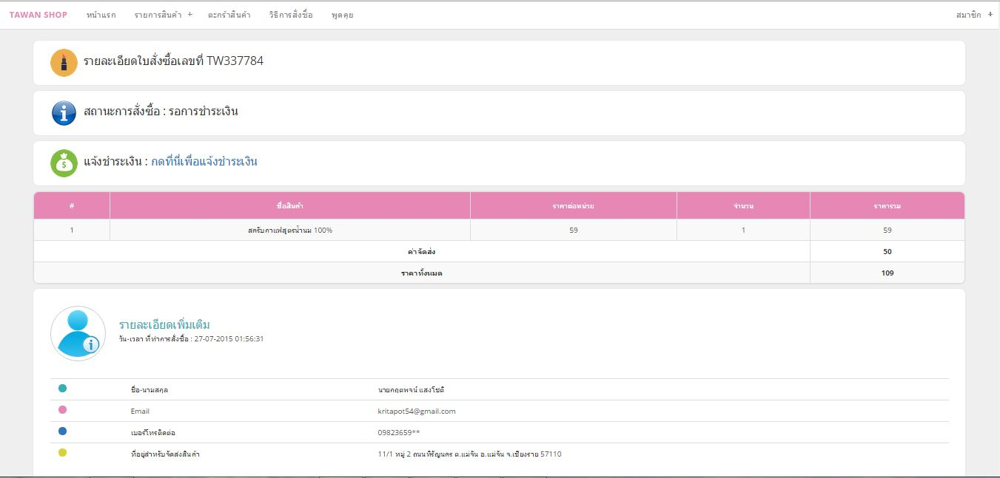 TAWAN SHOP หน้าแรก รายการสินค้า + ตะกร้าสินค้า วิธีการสั่งซื้อ พูดคุย สมาชิก +
รายละเอียดใบสั่งซื้อเลขที่ TW337784
สถานะการสั่งซื้อ : รอการชำระเงิน
แจ้งชำระเงิน : กดที่นี่เพื่อแจ้งชำระเงิน
# ชื่อสินค้า ราคาต่อหน่วย จำนวน ราคารวม
1 สครับกาแฟสูตรน้ำนม 100% 59 1 59
ค่าจัดส่ง 50
ราคาทั้งหมด 109
รายละเอียดเพิ่มเติม
วัน-เวลา ที่ทำการสั่งซื้อ : 27-07-2015 01:56:31
ชื่อ-นามสกุล นายกฤตพจน์ แสงโชติ
Email kritapot54@gmail.com
เบอร์โทรติดต่อ 09823659**
ที่อยู่สำหรับจัดส่งสินค้า 11/1 หมู่ 2 ถนนหิรัญนคร ต.แม่จัน อ.แม่จัน จ.เชียงราย 57110